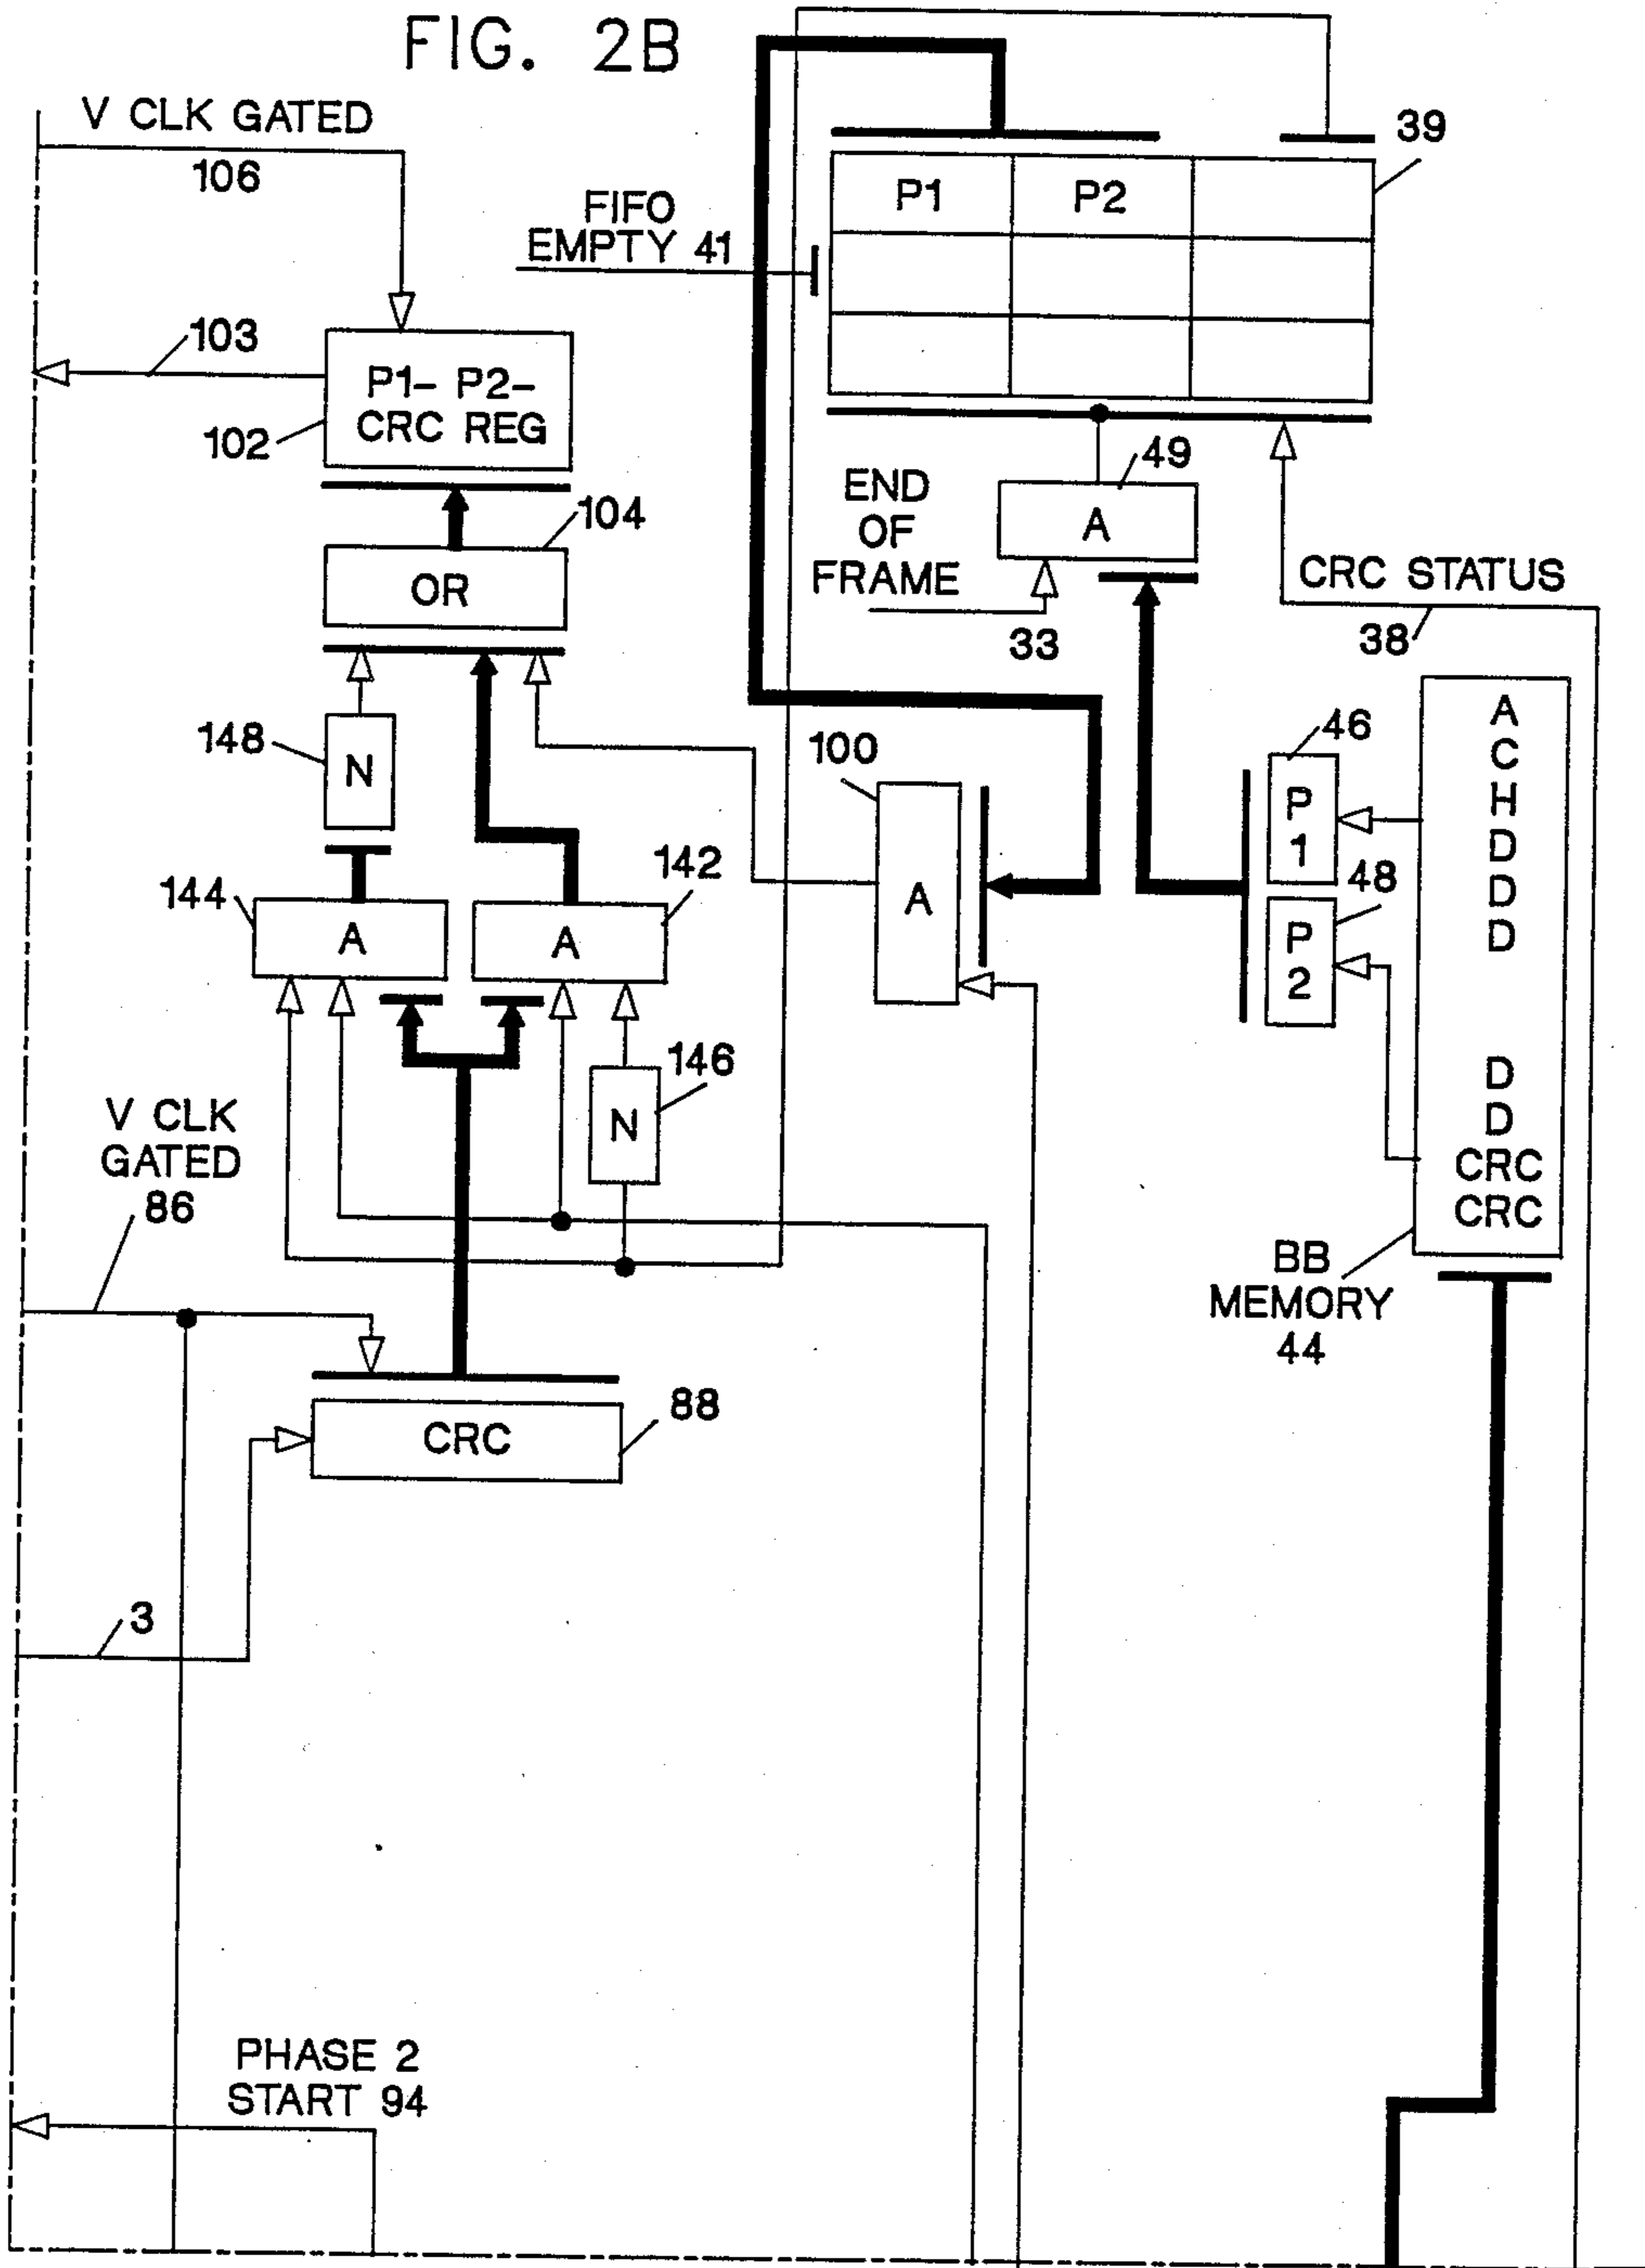 FIG. 2B
V CLK GATED
106
39
P1
P2
FIFO
EMPTY 41
103
P1- P2-
CRC REG
102
49
END
OF
FRAME
A
33
CRC STATUS
38
104
OR
148
N
100
A
46
P
1
48
P
2
A
C
H
D
D
D
D
D
CRC
CRC
144
A
142
A
146
N
V CLK
GATED
86
BB
MEMORY
44
88
CRC
3
PHASE 2
START 94